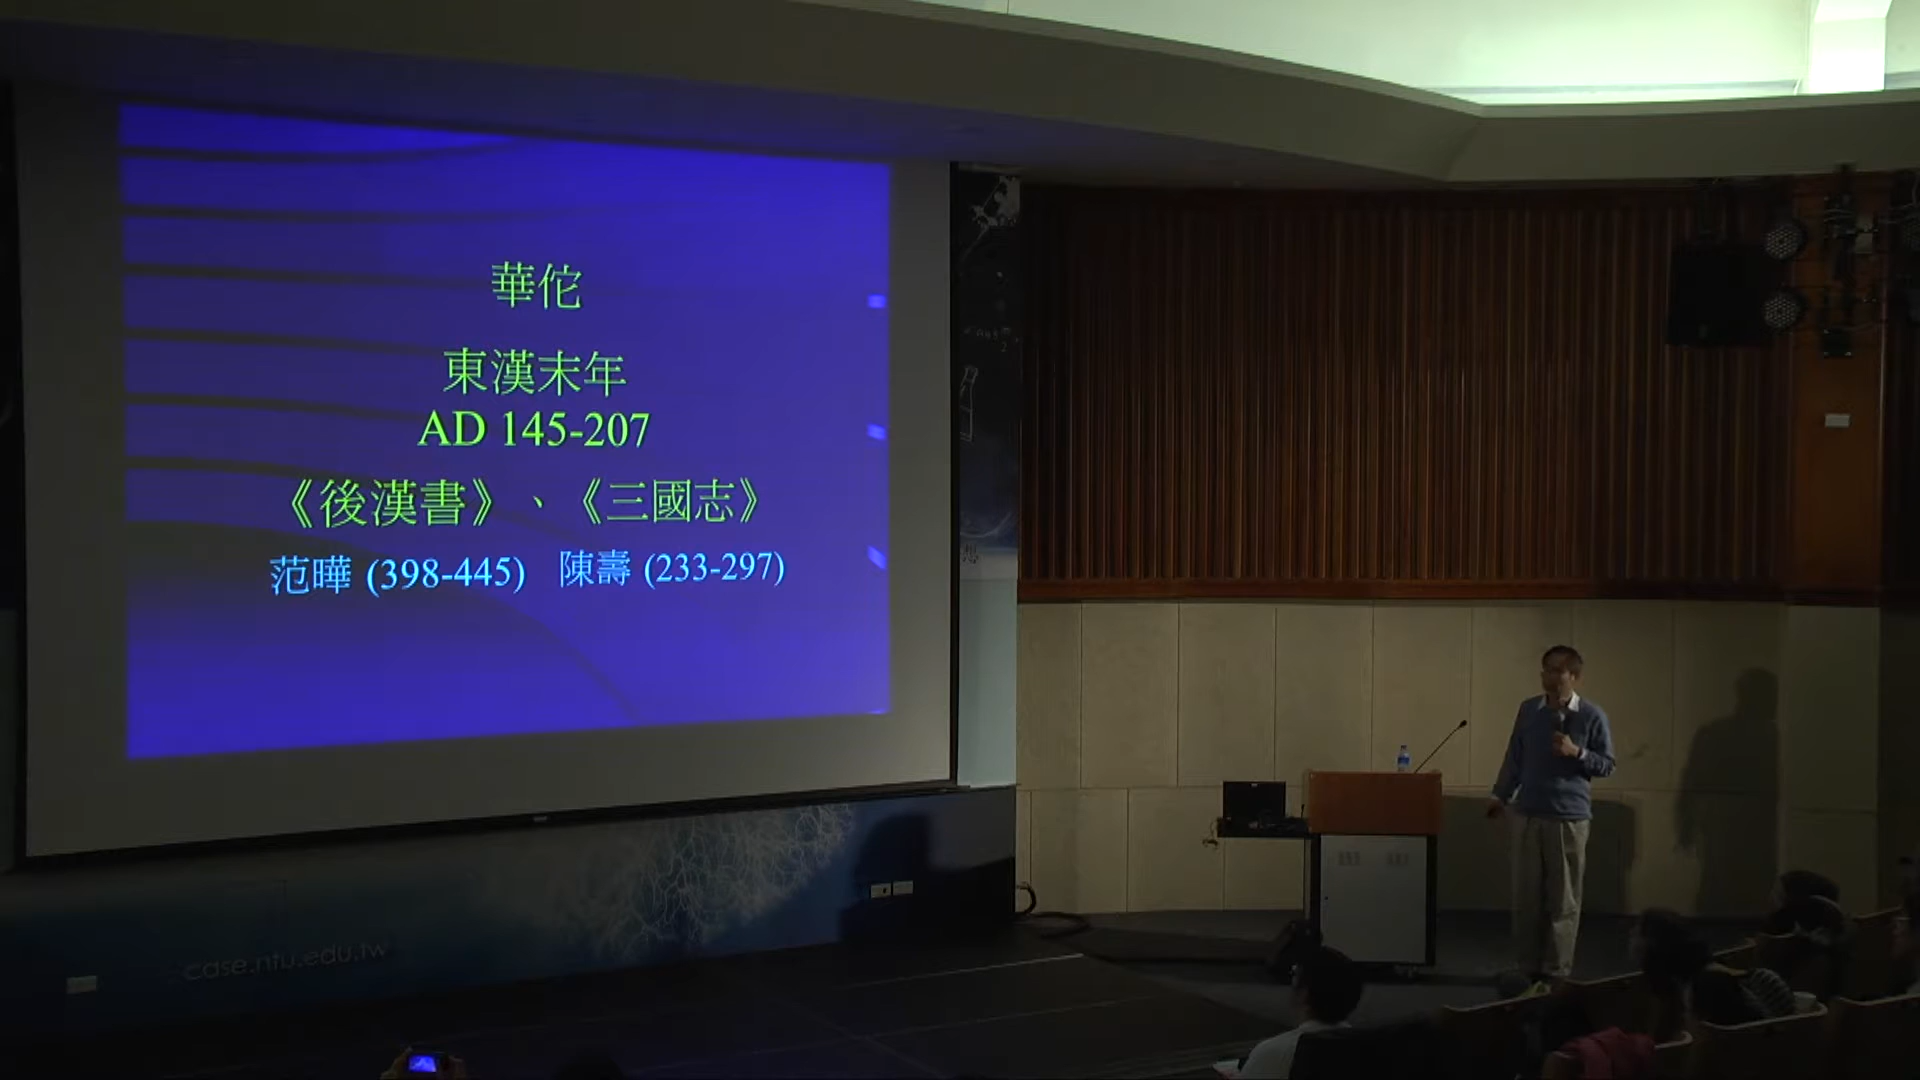 華佗
東漢末年
AD 145-207
《後漢書》、《三國志》
范曄 (398-445) 陳壽 (233-297)
case.ntu.edu.tw